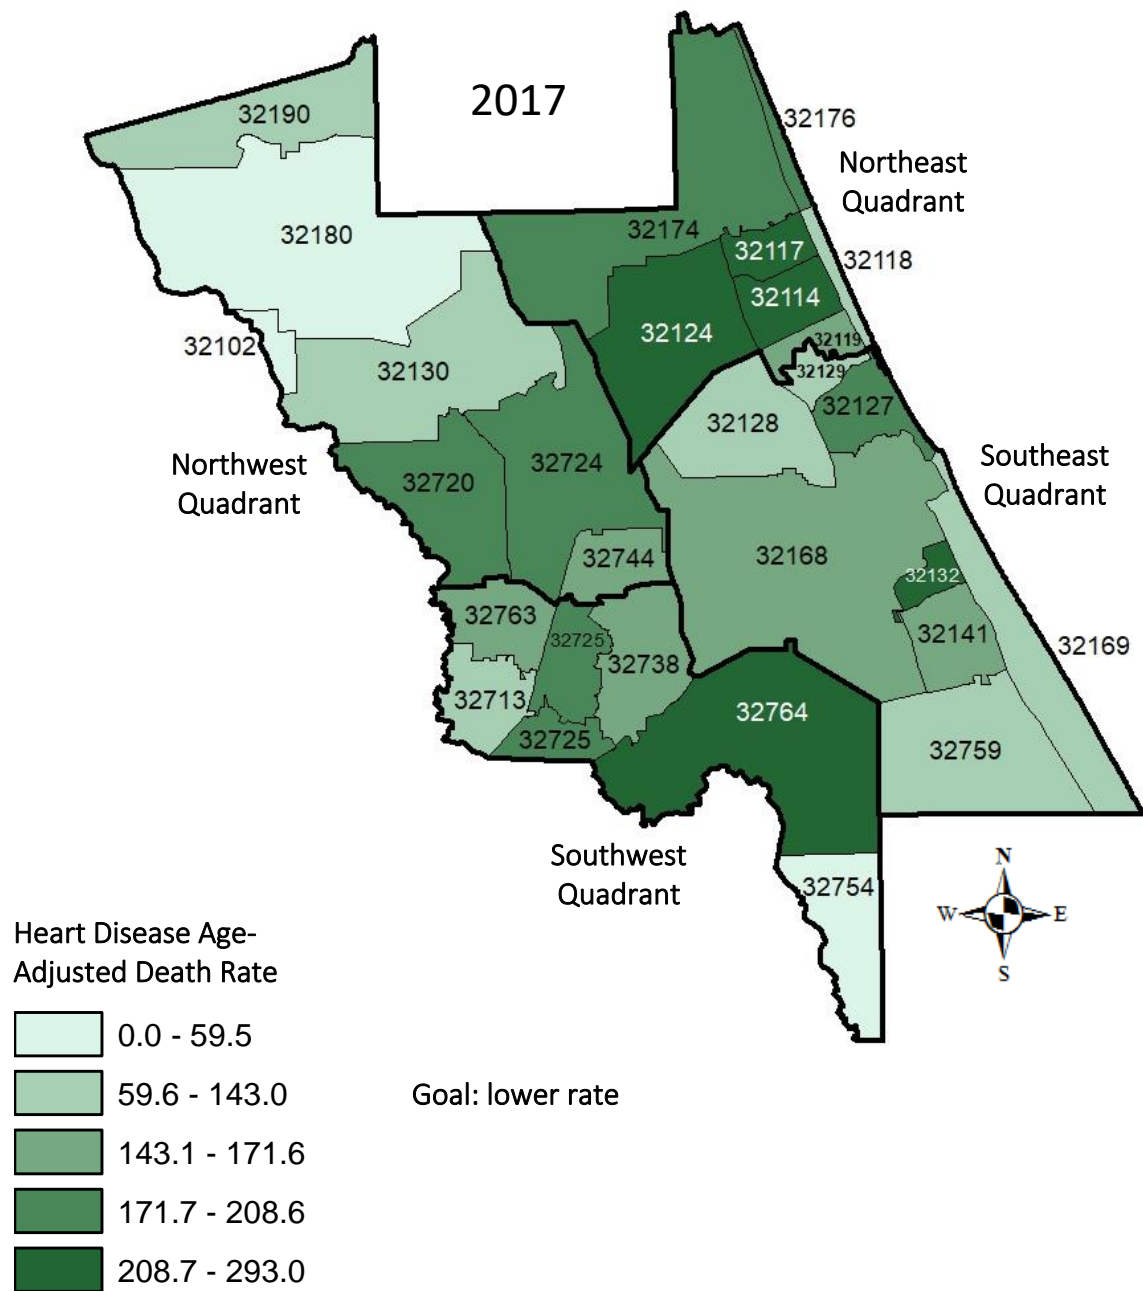 2017
32190
32176
Northeast
Quadrant
32180
32174
32117
32118
32114
32124
32102
32119
32130
32129
32127
32128
Northwest
Quadrant
32724
32720
Southeast
Quadrant
32744
32168
32132
32763
32725
32141
32169
32738
32713
32764
32725
32759
Southwest
Quadrant
32754
N
W
E
S
Heart Disease Age-
Adjusted Death Rate
0.0 - 59.5
59.6 - 143.0
Goal: lower rate
143.1 - 171.6
171.7 - 208.6
208.7 - 293.0